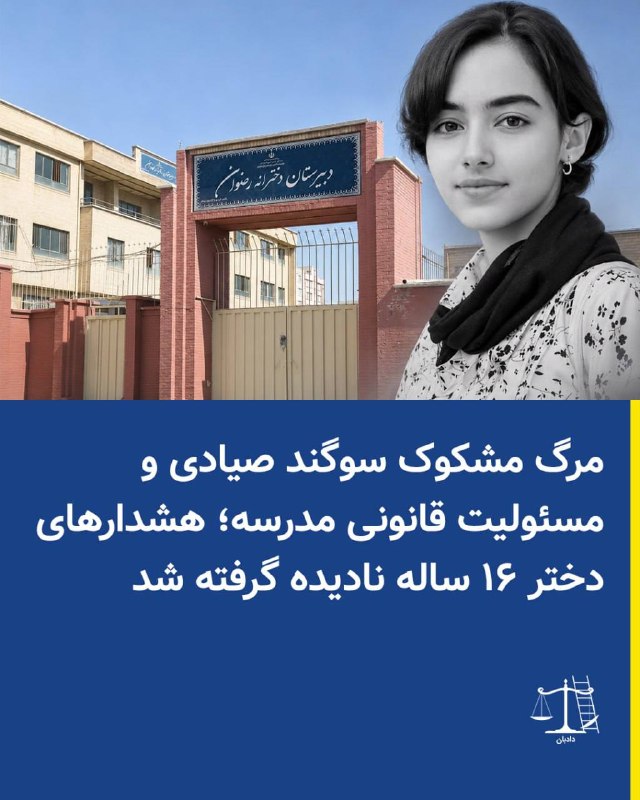 دبیرستان دخترانه رضوان
مرگ مشکوک سوگند صیادی و
مسئولیت قانونی مدرسه؛ هشدارهای
دختر ۱۶ ساله نادیده گرفته شد
دادبان